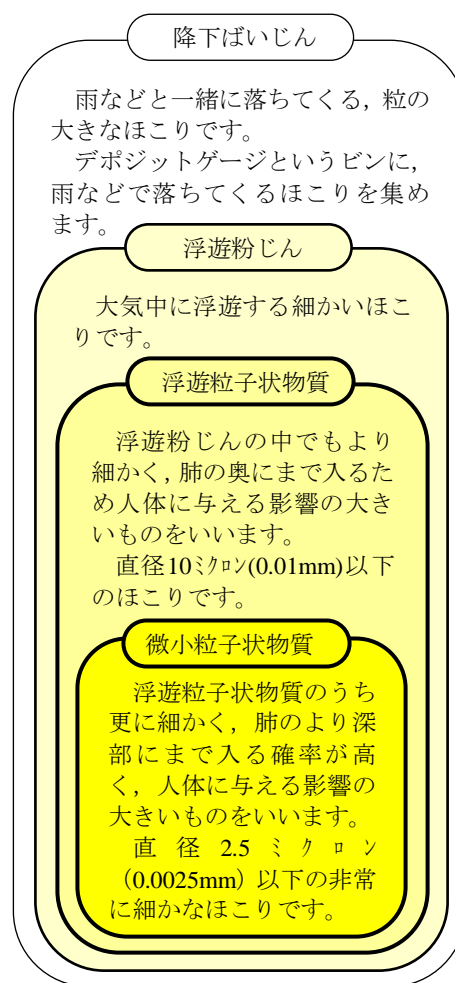 降下ばいじん
雨などと一緒に落ちてくる, 粒の
大きなほこりです。
デポジットゲージというビンに,
雨などで落ちてくるほこりを集め
ます。
浮遊粉じん
大気中に浮遊する細かいほこ
りです。
浮遊粒子状物質
浮遊粉じんの中でもより
細かく, 肺の奥にまで入るた
め人体に与える影響の大き
いものをいいます。
直径10ミクロン(0.01mm)以下
のほこりです。
微小粒子状物質
浮遊粒子状物質のうち
更に細かく, 肺のより深
部にまで入る確率が高
く, 人体に与える影響の
大きいものをいいます。
直径 2.5 ミクロン
(0.0025mm) 以下の非常
に細かなほこりです。